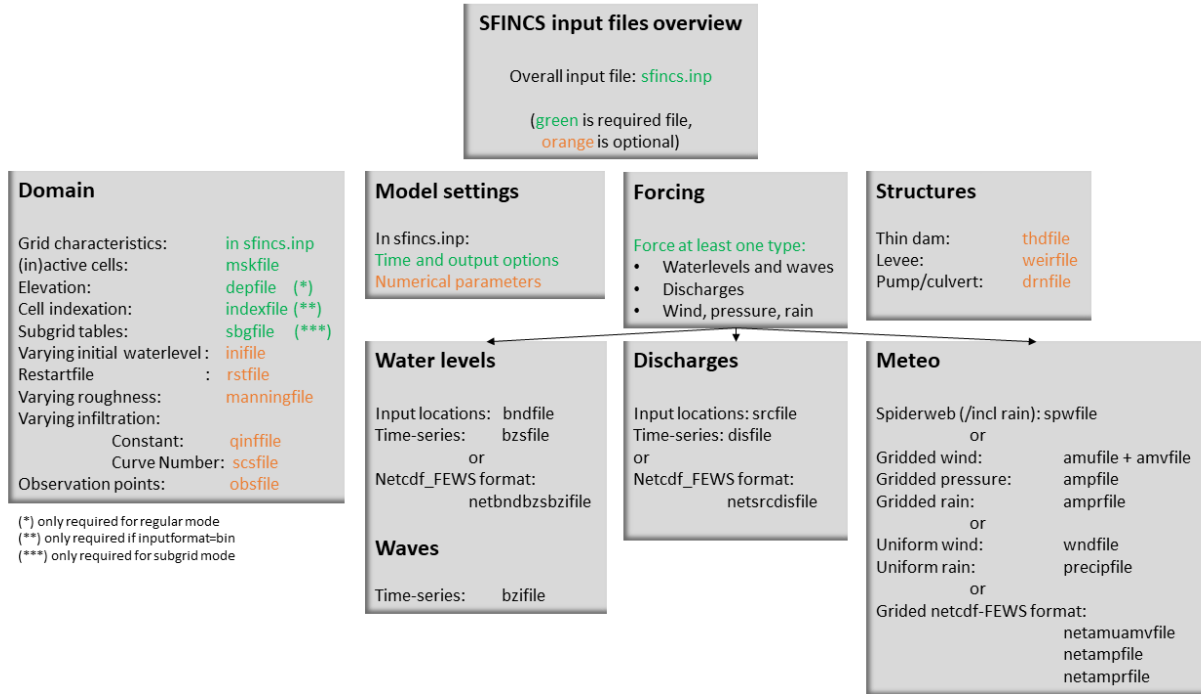 SFINCS input files overview
Overall input file: sfincs.inp
(green is required file,
orange is optional)
Domain
Grid characteristics: in sfincs.inp
(in)active cells: mskfile
Elevation: depfile (*)
Cell indexation: indexfile (**)
Subgrid tables: sbgfile (***)
Varying initial waterlevel : inifile
Restartfile : rstfile
Varying roughness: manningfile
Varying infiltration:
Constant: qinffile
Curve Number: scsfile
Observation points: obsfile
(*) only required for regular mode
(**) only required if inputformat=bin
(***) only required for subgrid mode
Model settings
In sfincs.inp:
Time and output options
Numerical parameters
Forcing
Force at least one type:
• Waterlevels and waves
• Discharges
• Wind, pressure, rain
Structures
Thin dam: thdfile
Levee: weirfile
Pump/culvert: drnfile
Water levels
Input locations: bndfile
Time-series: bzsfile
or
Netcdf_FEWS format:
netbndbzsbzifile
Waves
Time-series: bzifile
Discharges
Input locations: srcfile
Time-series: disfile
or
Netcdf_FEWS format:
netsrcdisfile
Meteo
Spiderweb (/incl rain): spwfile
or
Gridded wind: amufile + amvfile
Gridded pressure: ampfile
Gridded rain: amprfile
or
Uniform wind: wndfile
Uniform rain: precipfile
or
Grided netcdf-FEWS format:
netamuamvfile
netampfile
netamprfile